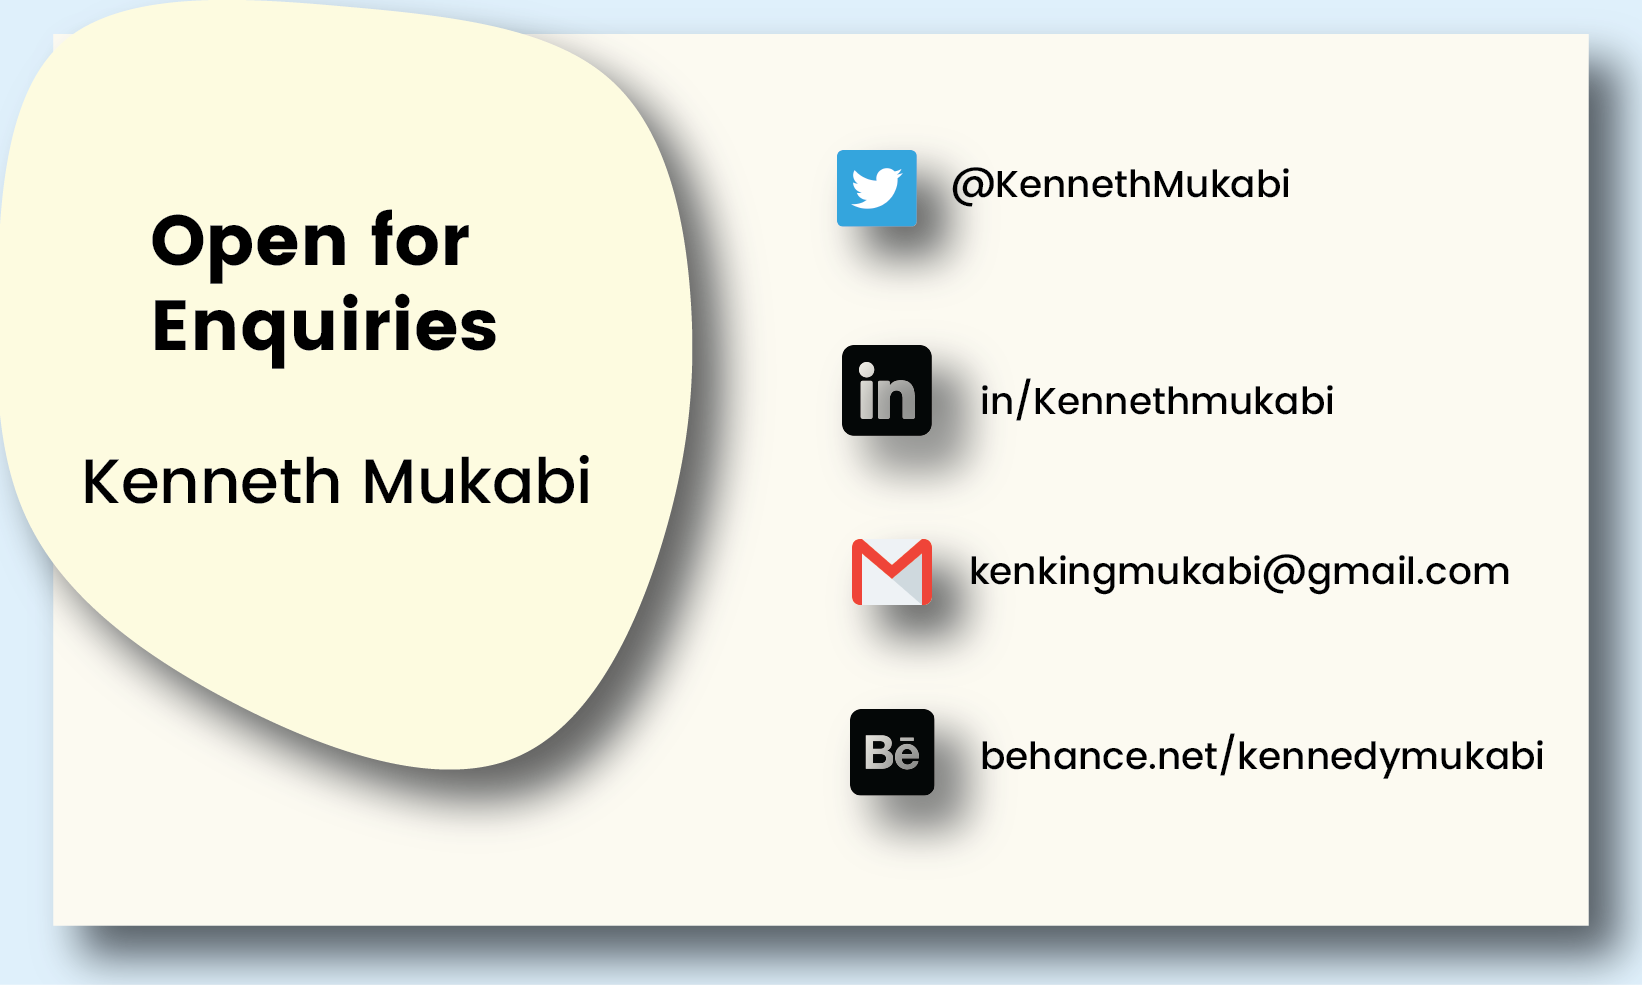 Open for
Enquiries
Kenneth Mukabi
@KennethMukabi
in
in/Kennethmukabi
kenkingmukabi@gmail.com
Bē
behance.net/kennedymukabi